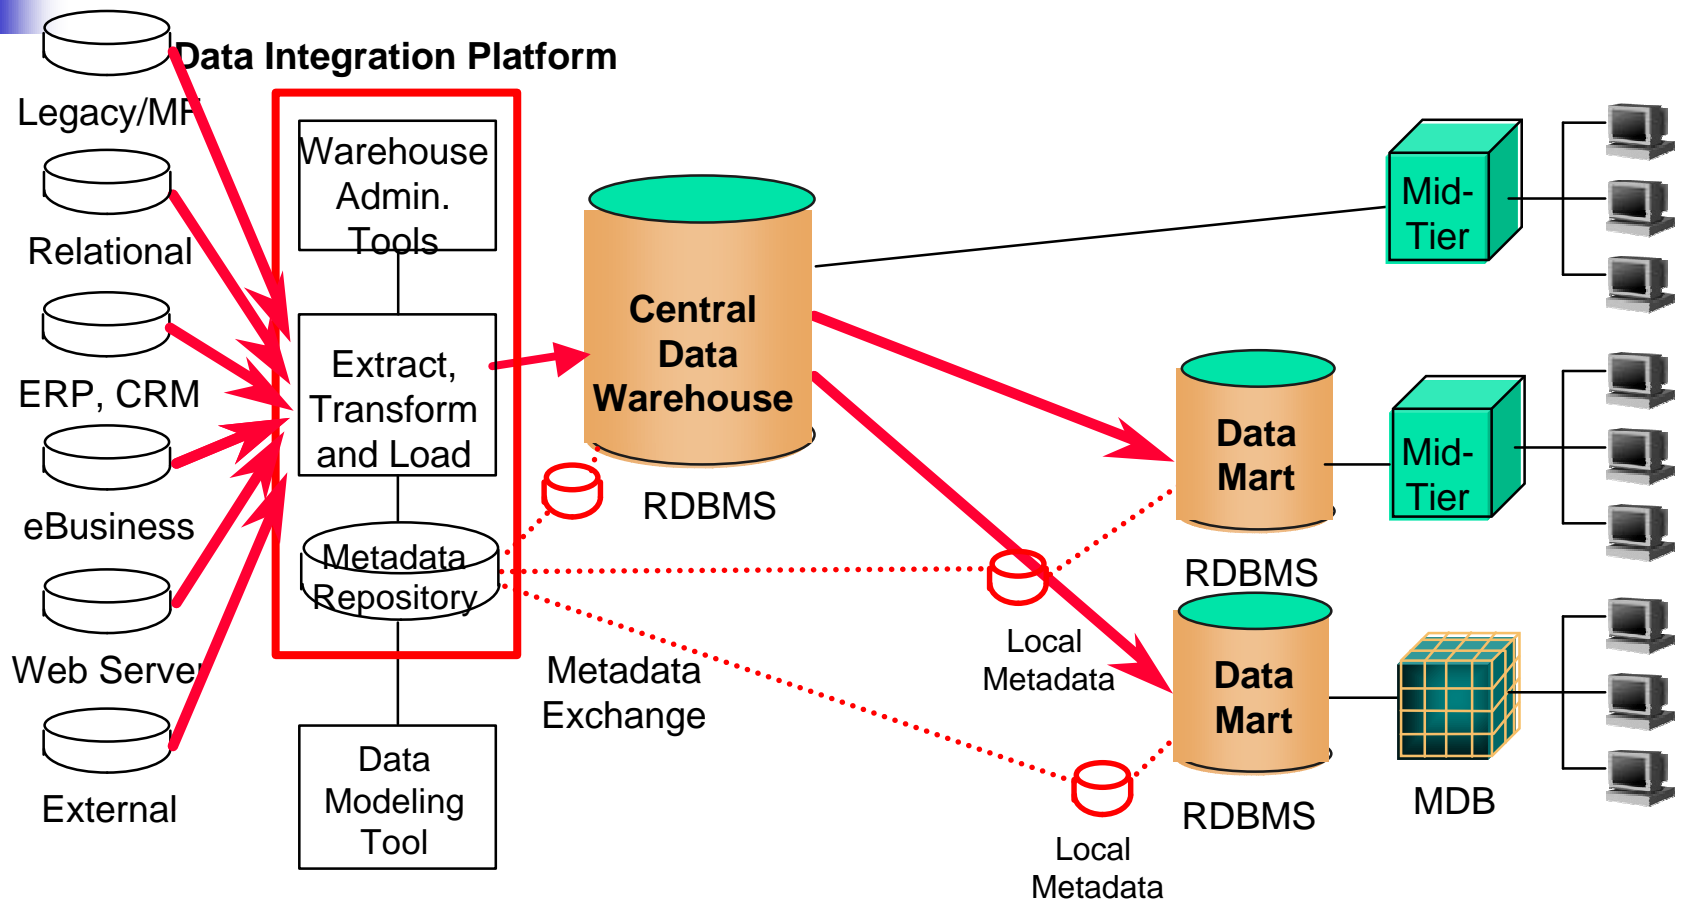 Data Integration Platform
Legacy/MF
Relational
ERP, CRM
eBusiness
Web Server
External
Warehouse
Admin.
Tools
Extract,
Transform
and Load
Metadata
Repository
Data
Modeling
Tool
Central
Data
Warehouse
RDBMS
Metadata
Exchange
Local
Metadata
Local
Metadata
Data
Mart
RDBMS
Data
Mart
RDBMS
Mid-
Tier
Mid-
Tier
MDB